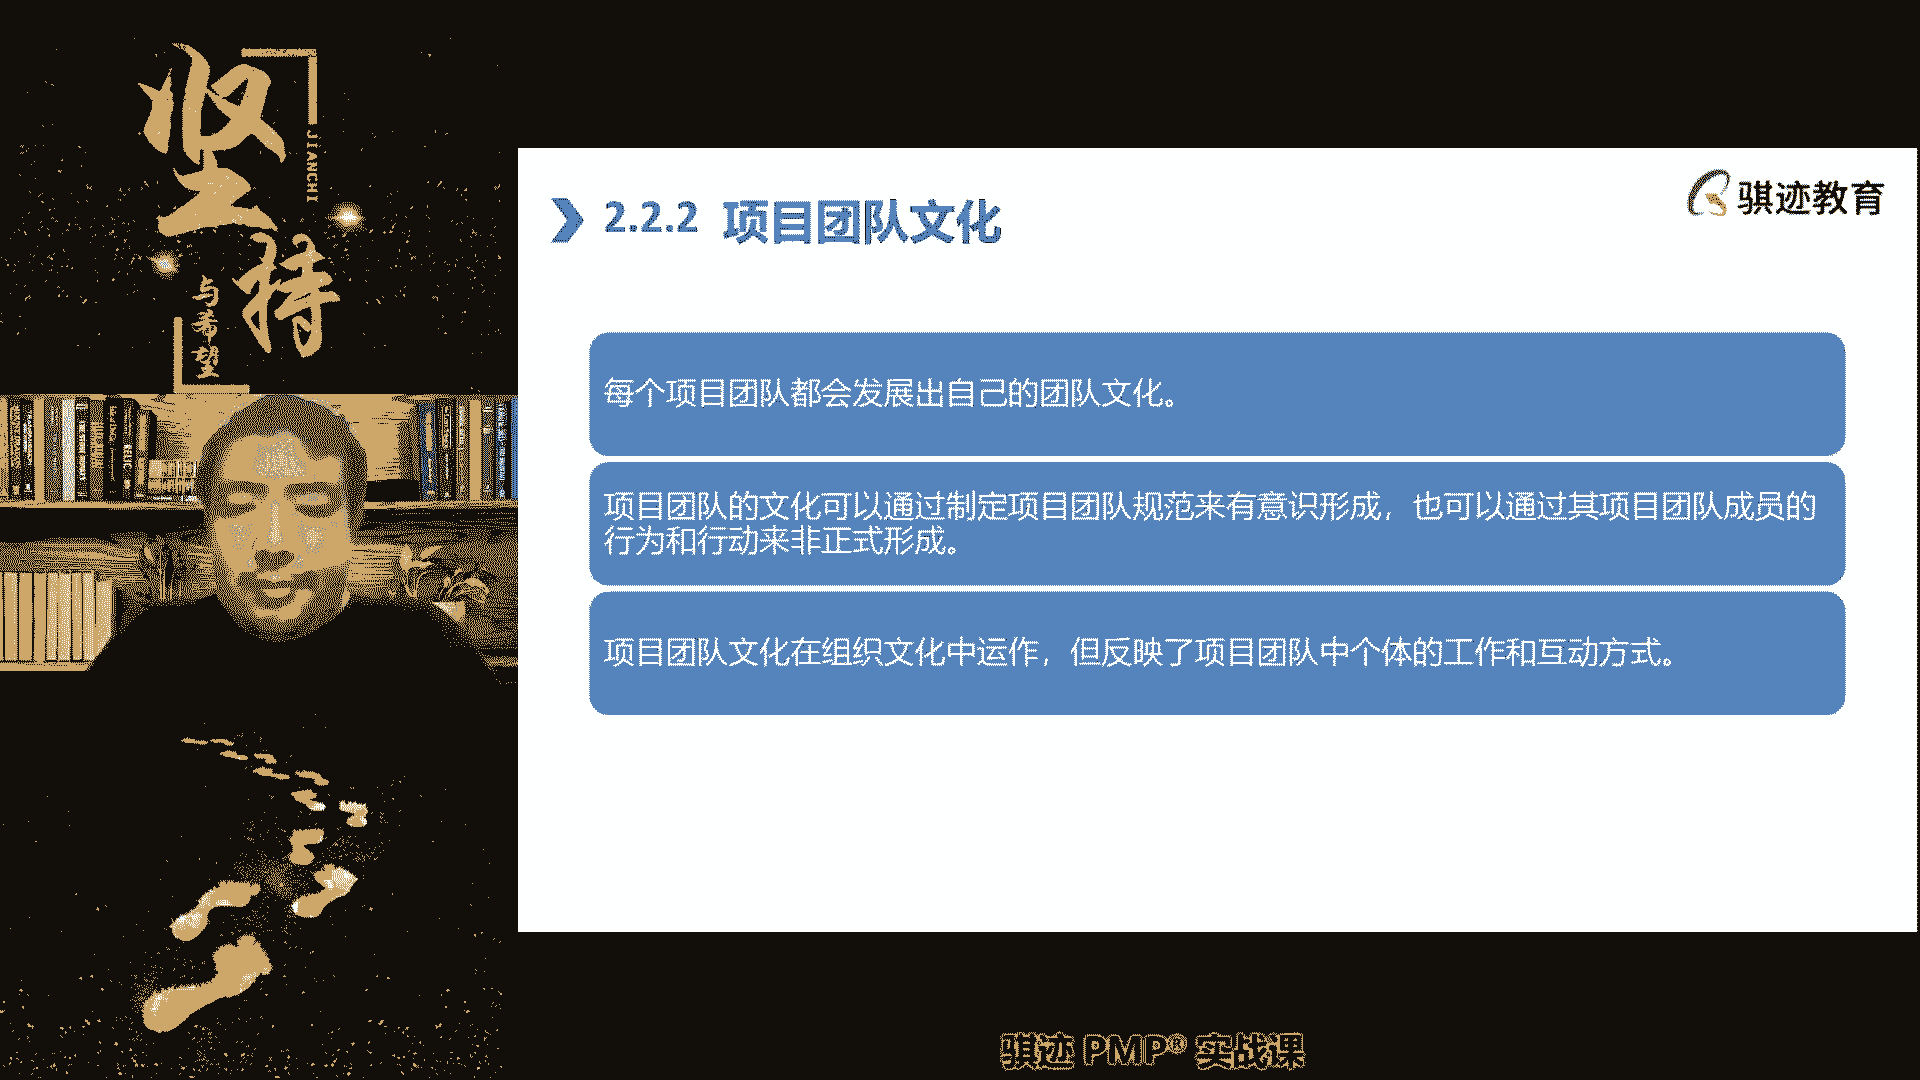 坚持
JIANCHI
与希望
骐迹教育
2.2.2 项目团队文化
每个项目团队都会发展出自己的团队文化。
项目团队的文化可以通过制定项目团队规范来有意识形成，也可以通过其项目团队成员的
行为和行动来非正式形成。
项目团队文化在组织文化中运作，但反映了项目团队中个体的工作和互动方式。
骐迹 PMP® 实战课